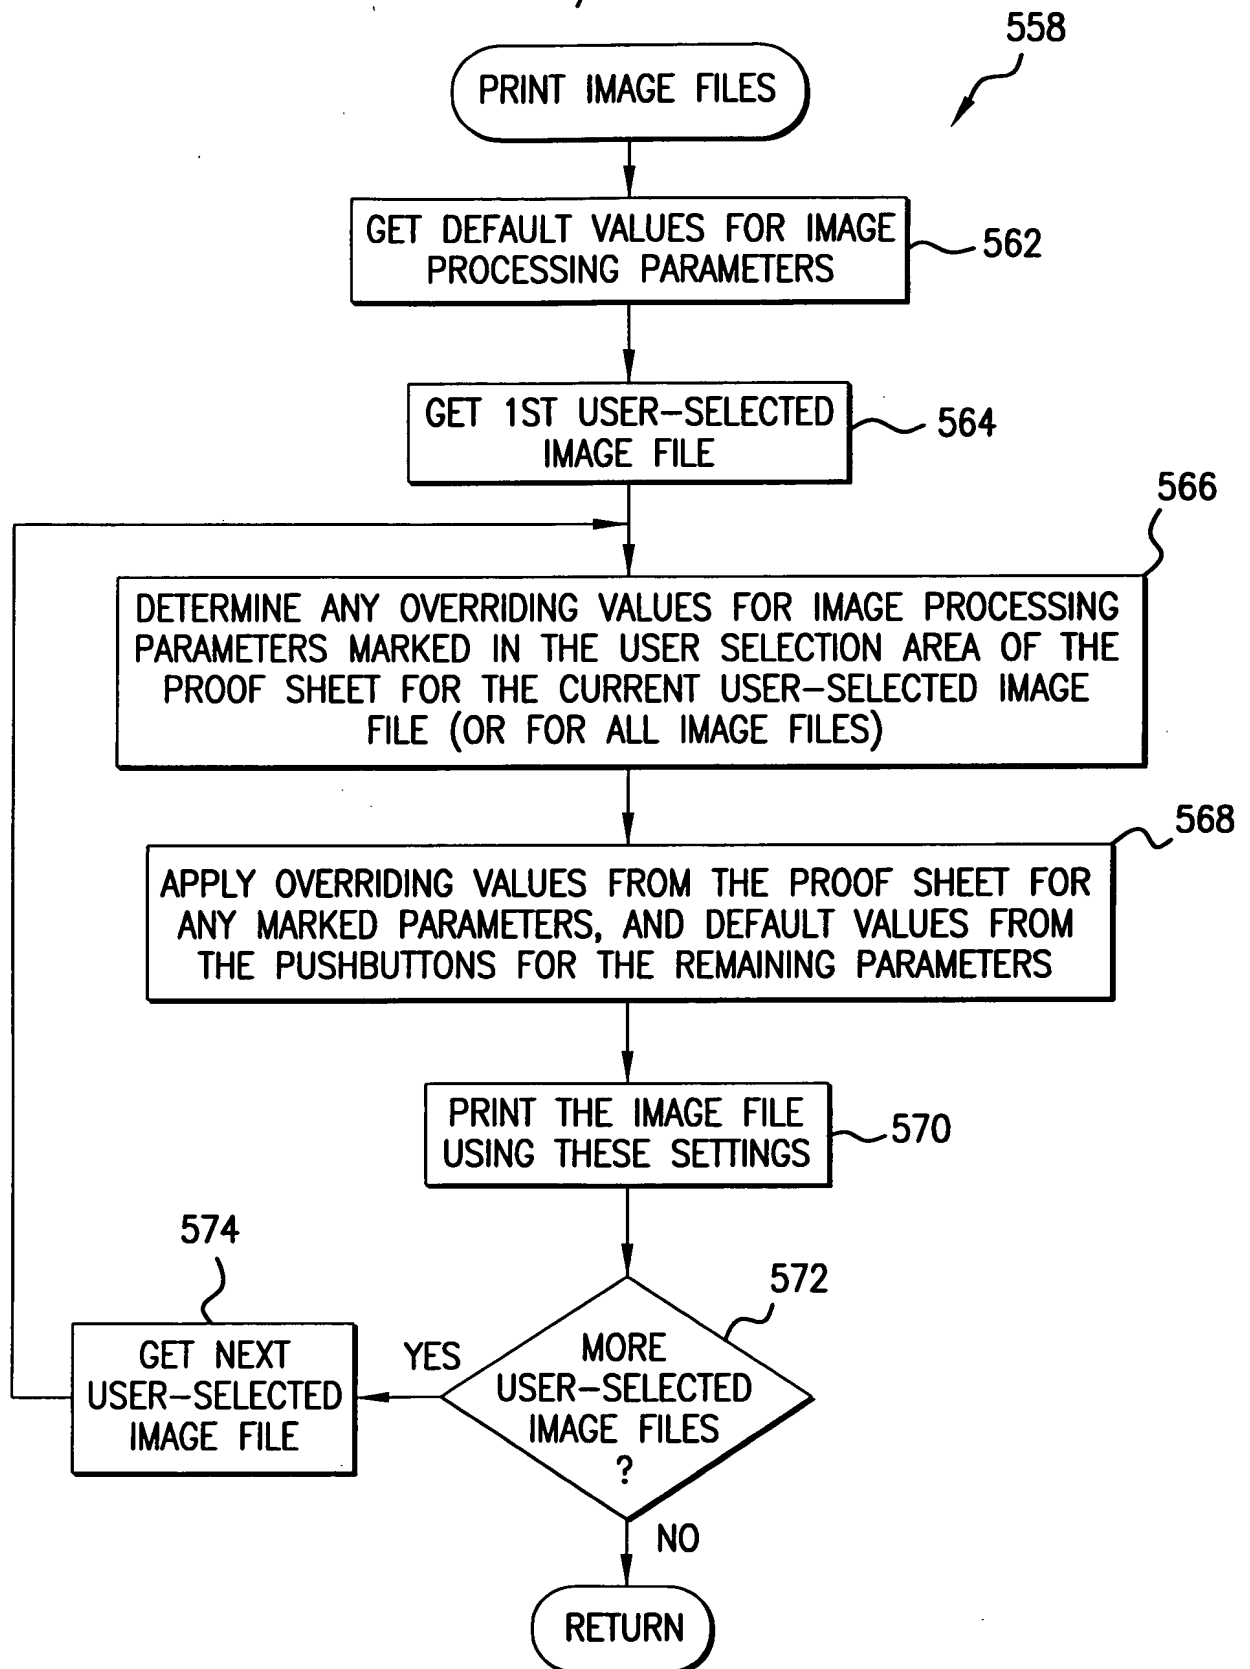 558
PRINT IMAGE FILES
GET DEFAULT VALUES FOR IMAGE
PROCESSING PARAMETERS
562
GET 1ST USER-SELECTED
IMAGE FILE
564
566
DETERMINE ANY OVERRIDING VALUES FOR IMAGE PROCESSING
PARAMETERS MARKED IN THE USER SELECTION AREA OF THE
PROOF SHEET FOR THE CURRENT USER-SELECTED IMAGE
FILE (OR FOR ALL IMAGE FILES)
568
APPLY OVERRIDING VALUES FROM THE PROOF SHEET FOR
ANY MARKED PARAMETERS, AND DEFAULT VALUES FROM
THE PUSHBUTTONS FOR THE REMAINING PARAMETERS
PRINT THE IMAGE FILE
USING THESE SETTINGS
570
574
572
GET NEXT
USER-SELECTED
IMAGE FILE
YES
MORE
USER-SELECTED
IMAGE FILES
?
NO
RETURN